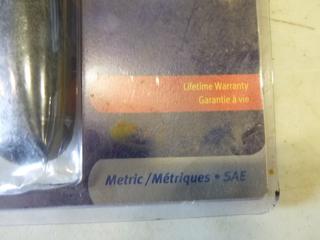 Lifetime Warranty
Garantie à vie
Metric/Métriques • SAE